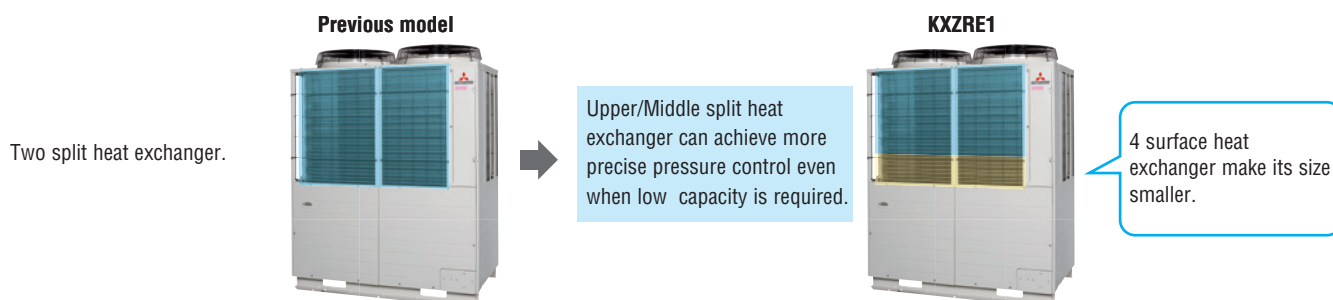 Previous model
KXZRE1
Two split heat exchanger.
Upper/Middle split heat
exchanger can achieve more
precise pressure control even
when low  capacity is required.
4 surface heat
exchanger make its size
smaller.